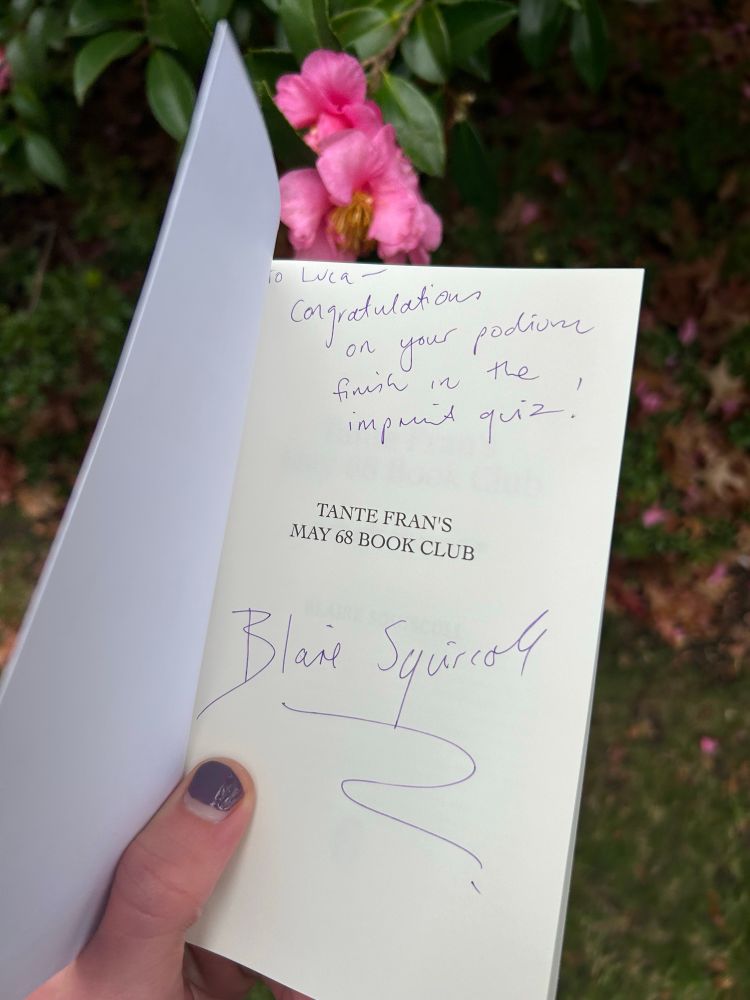 To Luca —
Congratulations
on your podium
finish in the
imprint quiz!
TANTE FRAN'S
MAY 68 BOOK CLUB
Blaire Squiscoll